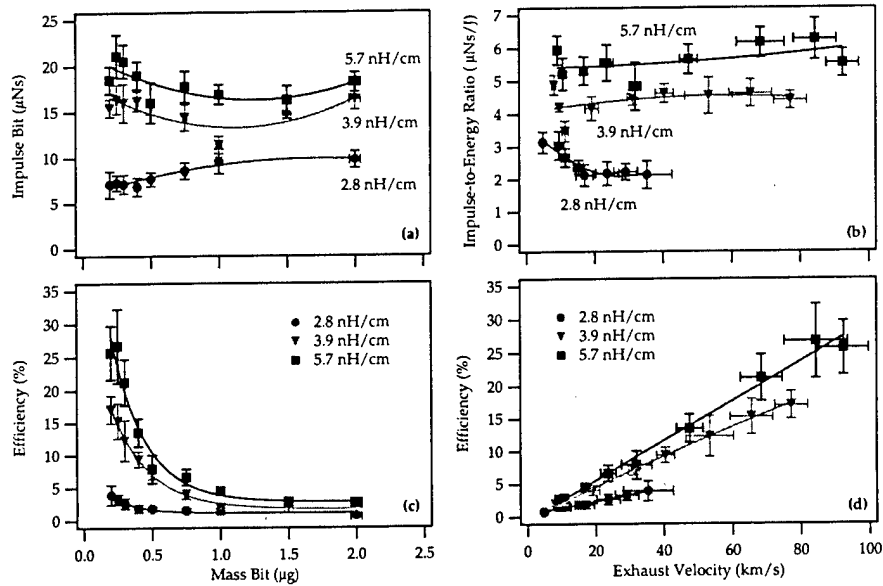 25
20
15
10
5
0
Impulse Bit (μNs)
5.7 nH/cm
3.9 nH/cm
2.8 nH/cm
(a)
7
6
5
4
3
2
1
0
Impulse-to-Energy Ratio (μNs/J)
5.7 nH/cm
3.9 nH/cm
2.8 nH/cm
(b)
35
30
25
20
15
10
5
0
Efficiency (%)
2.8 nH/cm
3.9 nH/cm
5.7 nH/cm
(c)
0.0 0.5 1.0 1.5 2.0 2.5
Mass Bit (μg)
35
30
25
20
15
10
5
0
Efficiency (%)
2.8 nH/cm
3.9 nH/cm
5.7 nH/cm
(d)
0 20 40 60 80 100
Exhaust Velocity (km/s)